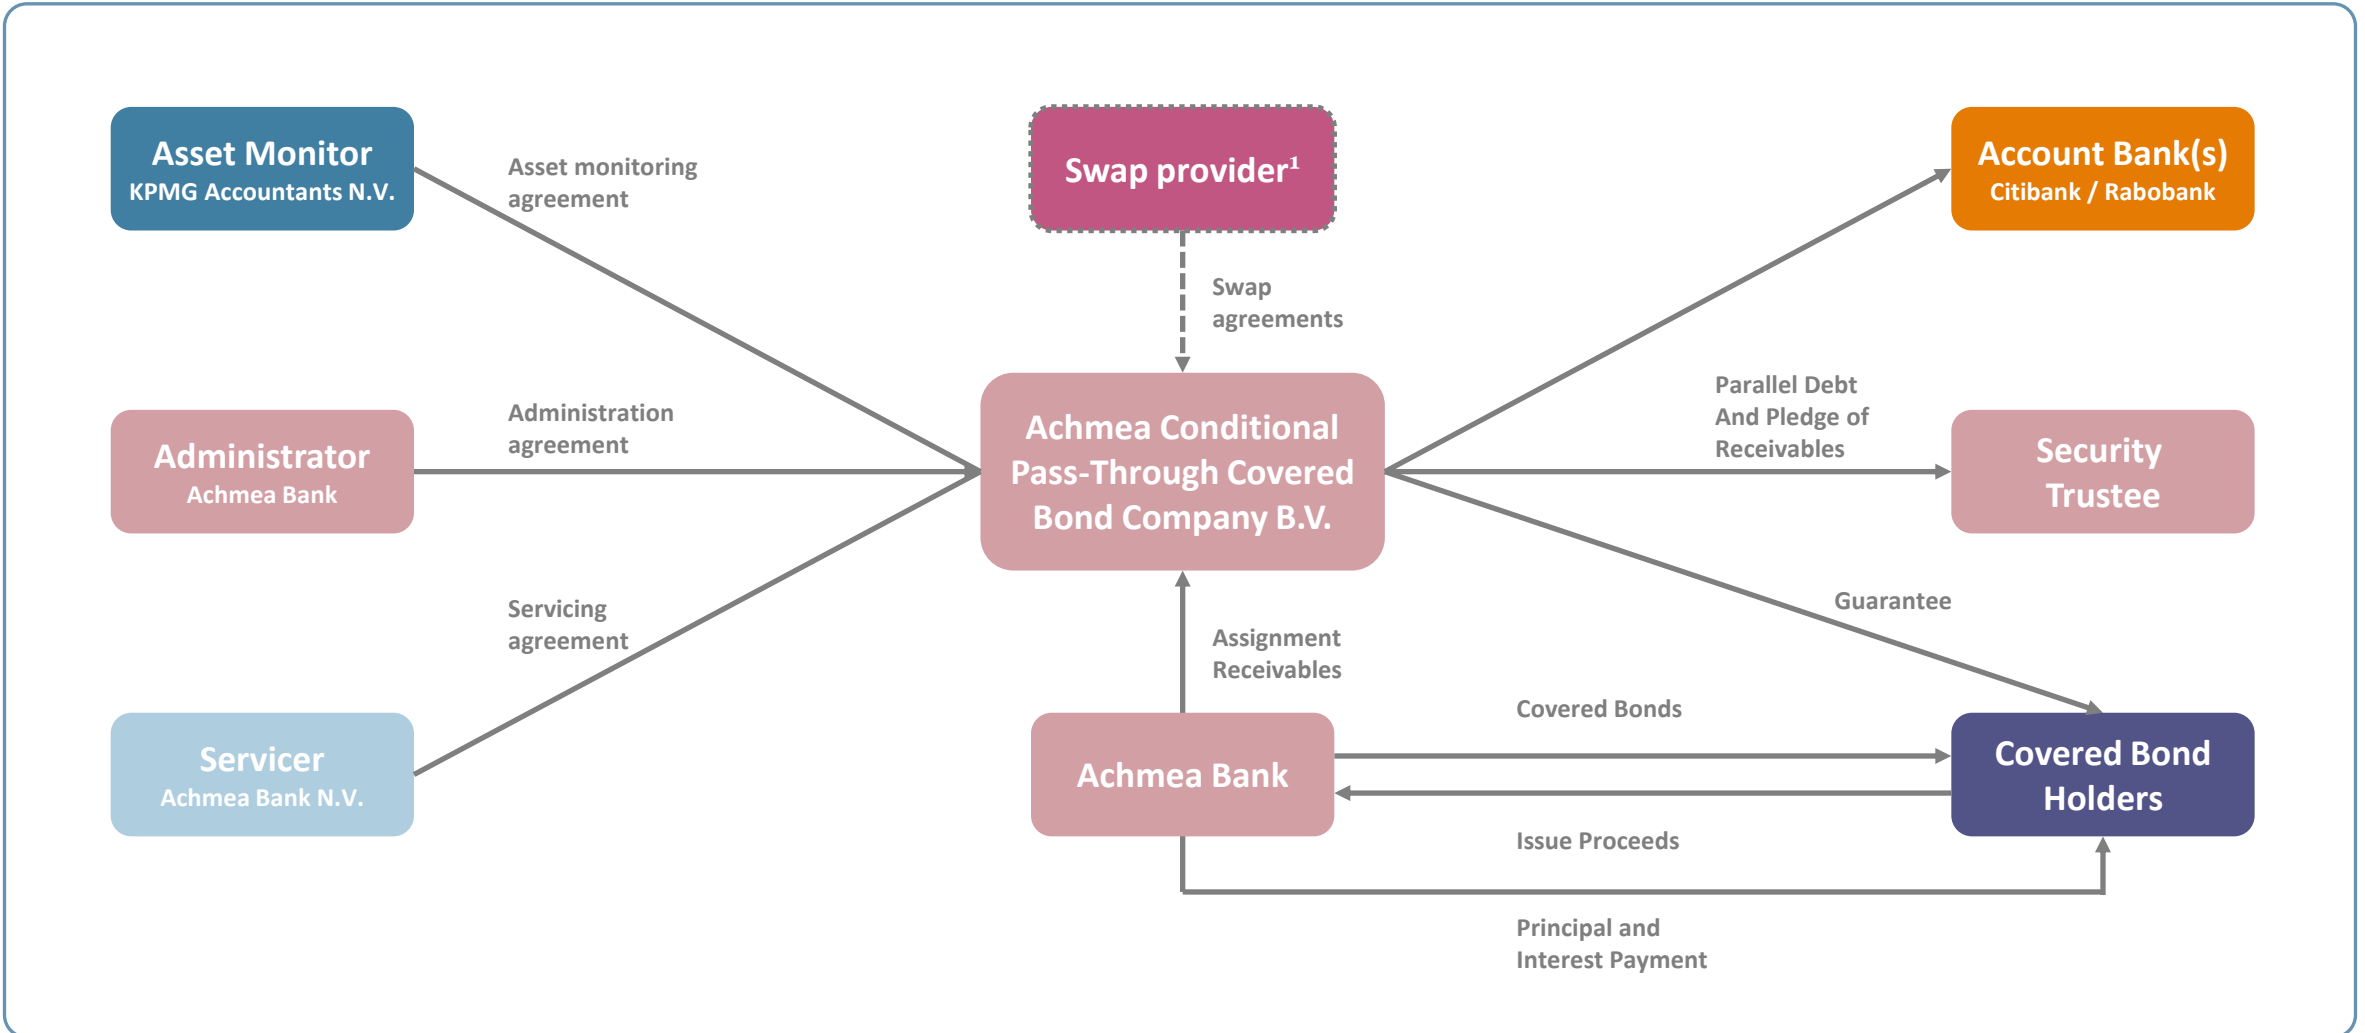 Asset Monitor
KPMG Accountants N.V.
Asset monitoring
agreement
Swap provider¹
Account Bank(s)
Citibank / Rabobank
Swap
agreements
Administrator
Achmea Bank
Administration
agreement
Achmea Conditional
Pass-Through Covered
Bond Company B.V.
Parallel Debt
And Pledge of
Receivables
Security
Trustee
Servicing
agreement
Guarantee
Assignment
Receivables
Servicer
Achmea Bank N.V.
Achmea Bank
Covered Bonds
Issue Proceeds
Covered Bond
Holders
Principal and
Interest Payment